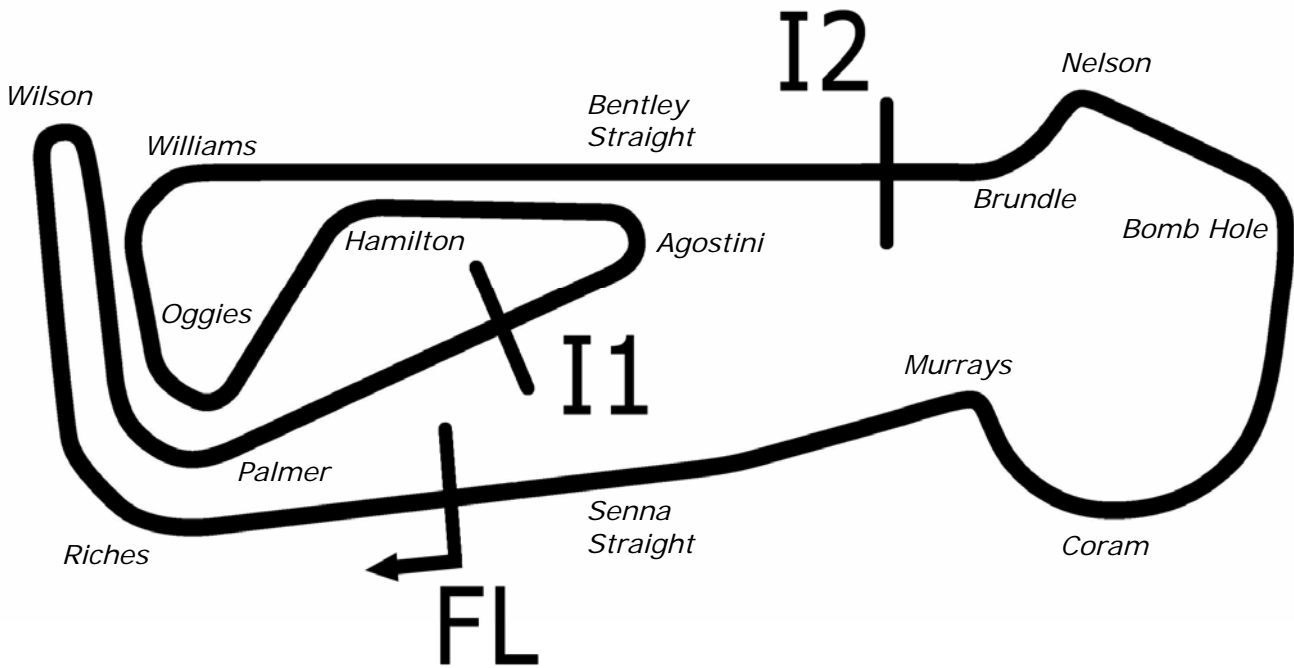 I2
Nelson
Wilson
Bentley
Straight
Williams
Brundle
Hamilton
Agostini
Bomb Hole
Oggies
I1
Murrays
Palmer
Senna
Straight
Riches
Coram
FL